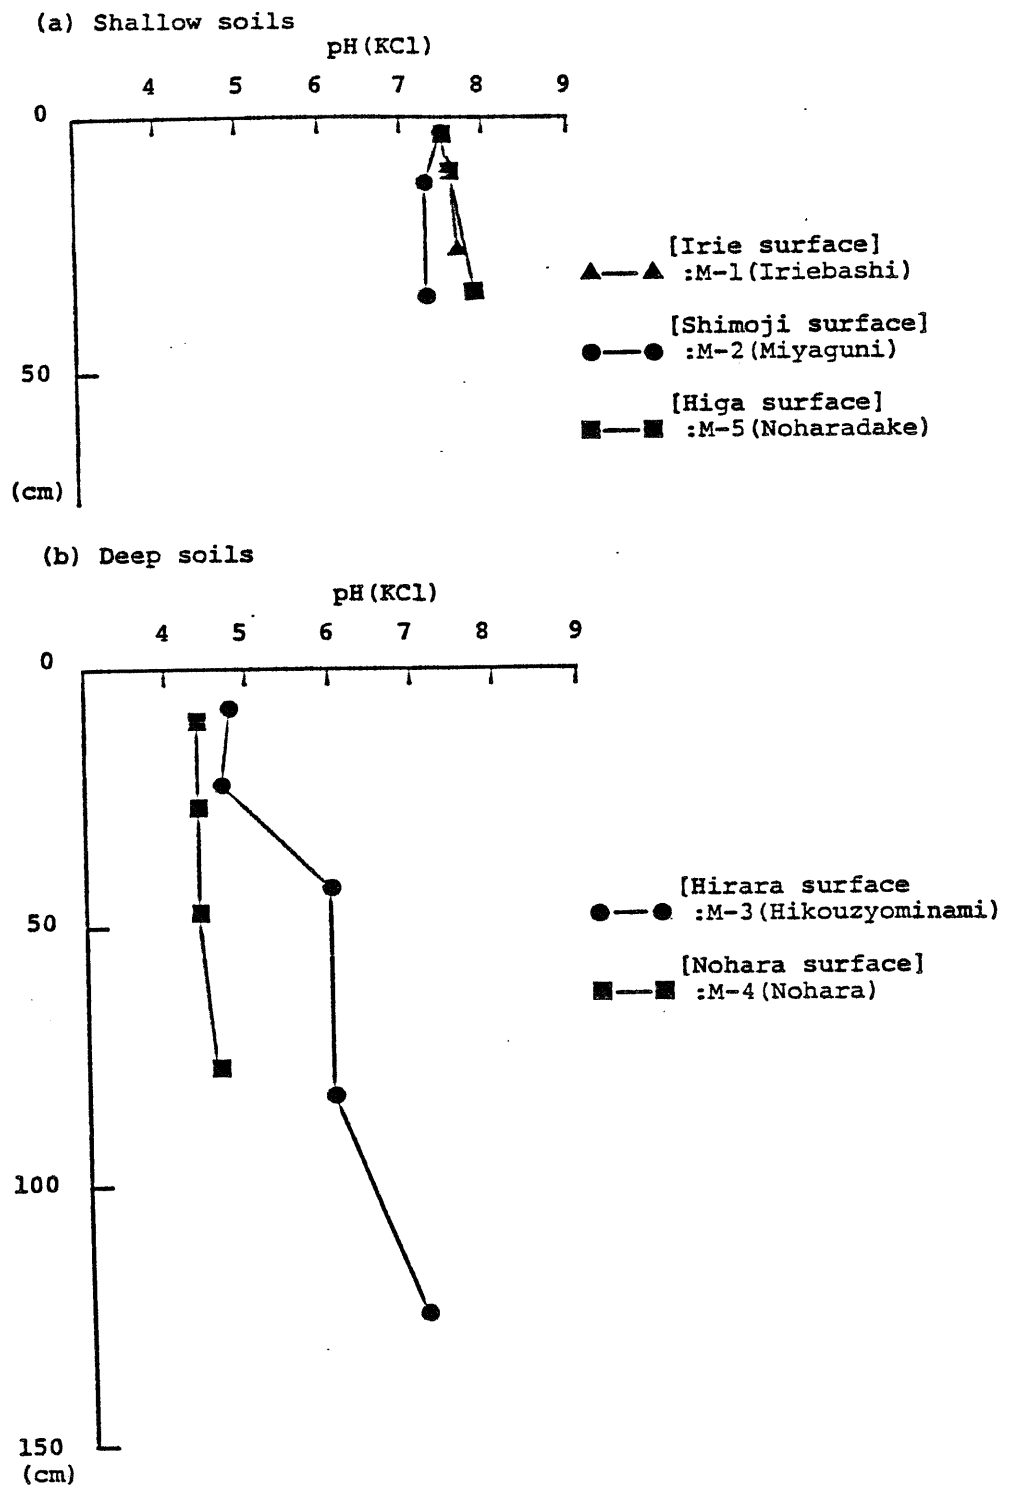 (a) Shallow soils
pH(KCl)
4 5 6 7 8 9
0
50
(cm)
[Irie surface]
:M-1(Iriebashi)
[Shimoji surface]
:M-2(Miyaguni)
[Higa surface]
:M-5(Noharadake)
(b) Deep soils
pH(KCl)
4 5 6 7 8 9
0
50
100
150
(cm)
[Hirara surface
:M-3(Hikouzyominami)
[Nohara surface]
:M-4(Nohara)